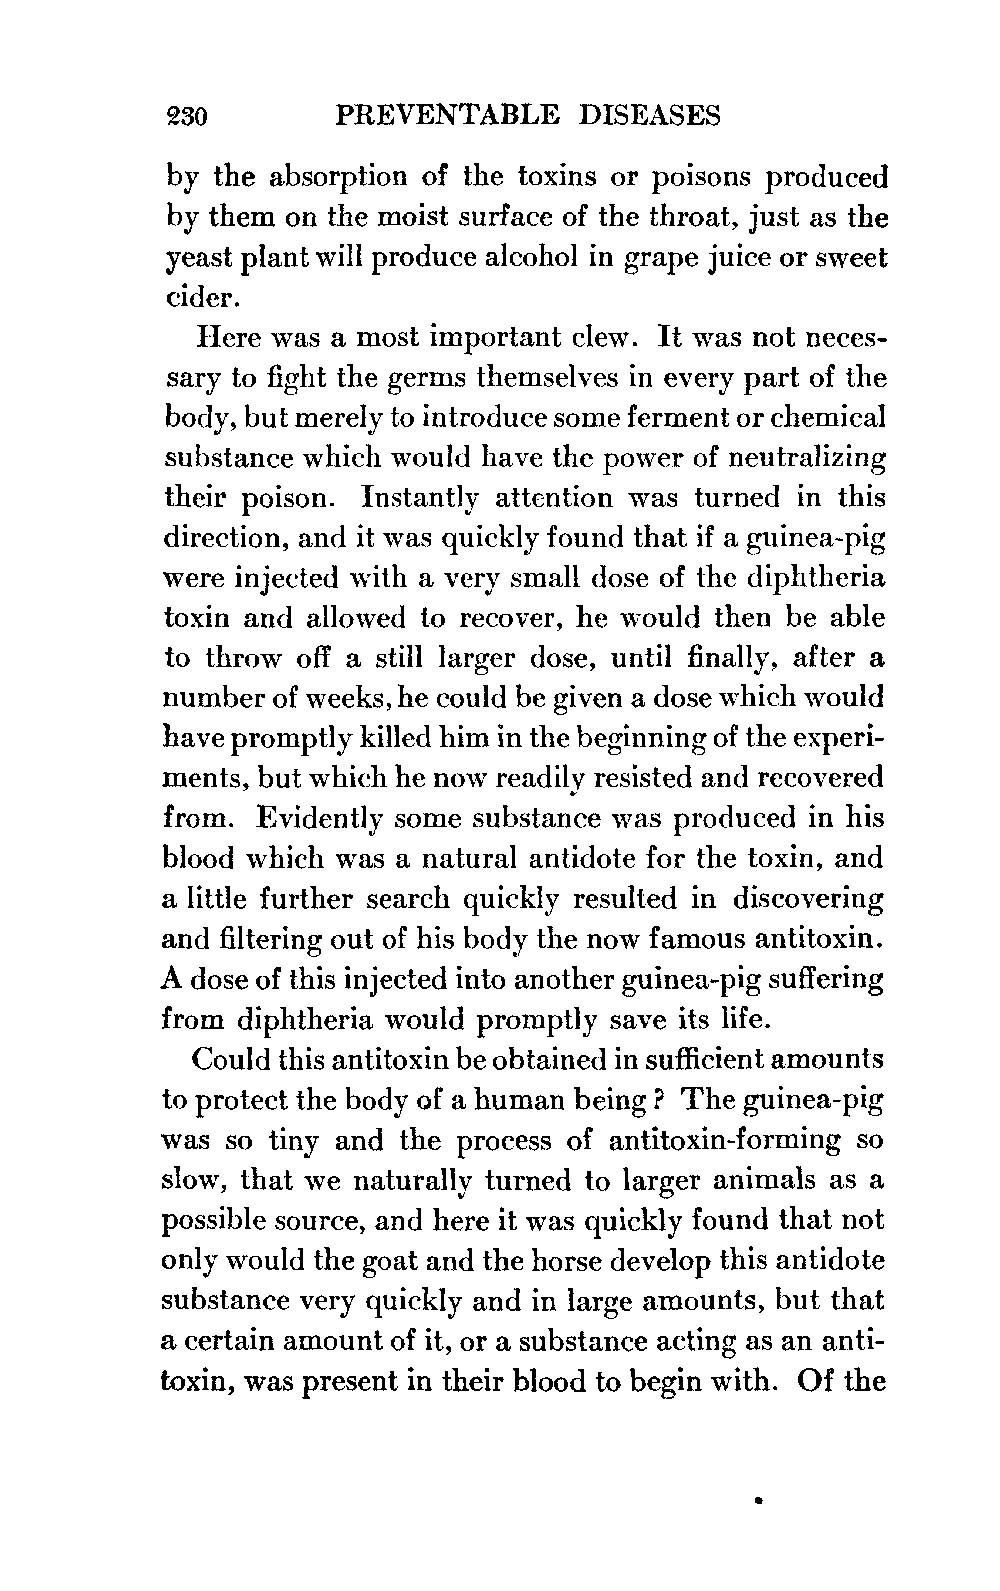 230 PREVENTABLE DISEASES
by the absorption of the toxins or poisons produced
by them on the moist surface of the throat, just as the
yeast plant will produce alcohol in grape juice or sweet
cider.
Here was a most important clew. It was not neces-
sary to fight the germs themselves in every part of the
body, but merely to introduce some ferment or chemical
substance which would have the power of neutralizing
their poison. Instantly attention was turned in this
direction, and it was quickly found that if a guinea-pig
were injected with a very small dose of the diphtheria
toxin and allowed to recover, he would then be able
to throw off a still larger dose, until finally, after a
number of weeks, he could be given a dose which would
have promptly killed him in the beginning of the experi-
ments, but which he now readily resisted and recovered
from. Evidently some substance was produced in his
blood which was a natural antidote for the toxin, and
a little further search quickly resulted in discovering
and filtering out of his body the now famous antitoxin.
A dose of this injected into another guinea-pig suffering
from diphtheria would promptly save its life.
Could this antitoxin be obtained in sufficient amounts
to protect the body of a human being? The guinea-pig
was so tiny and the process of antitoxin-forming so
slow, that we naturally turned to larger animals as a
possible source, and here it was quickly found that not
only would the goat and the horse develop this antidote
substance very quickly and in large amounts, but that
a certain amount of it, or a substance acting as an anti-
toxin, was present in their blood to begin with. Of the